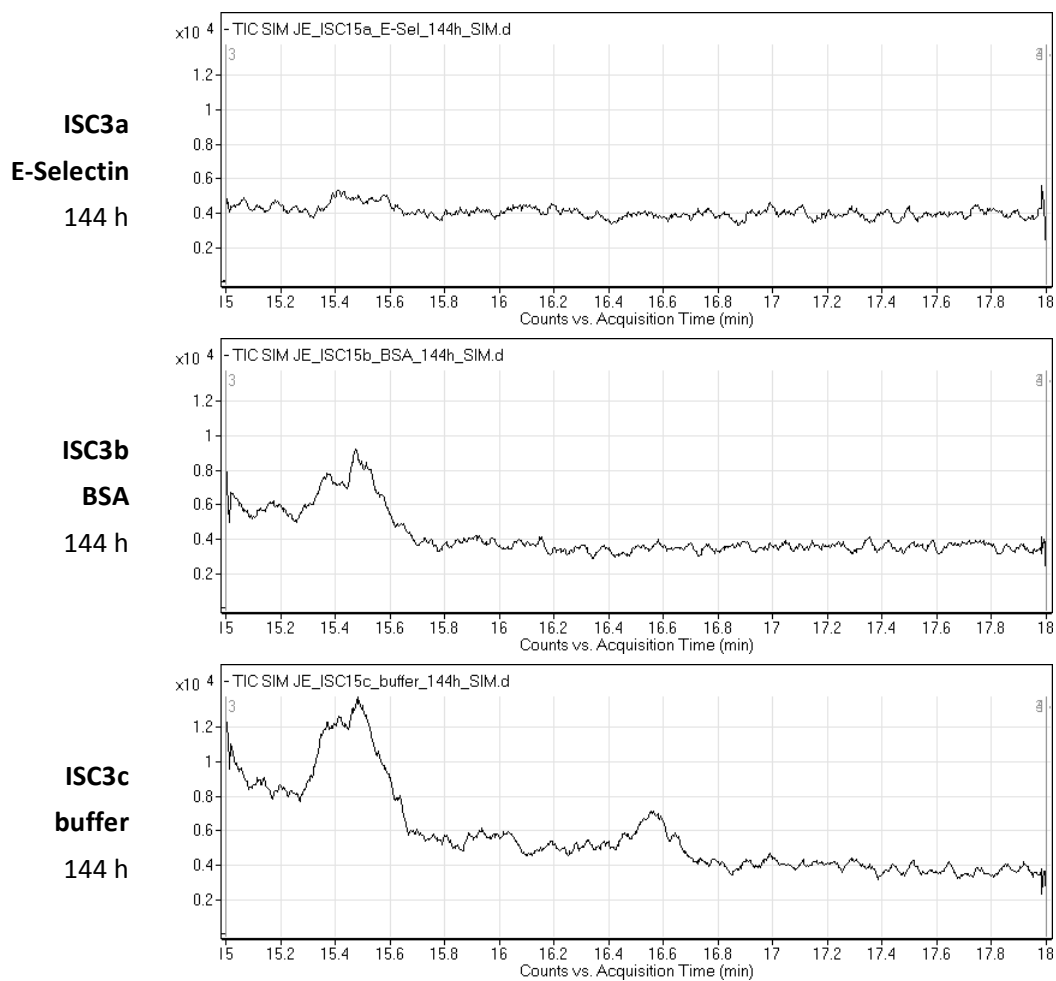 ISC3a
E-Selectin
144 h
x10 4
- TIC SIM JE_ISC15a_E-Sel_144h_SIM.d
3
1.2
1
0.8
0.6
0.4
0.2
15 15.2 15.4 15.6 15.8 16 16.2 16.4 16.6 16.8 17 17.2 17.4 17.6 17.8 18
Counts vs. Acquisition Time (min)
ISC3b
BSA
144 h
x10 4
- TIC SIM JE_ISC15b_BSA_144h_SIM.d
3
1.2
1
0.8
0.6
0.4
0.2
15 15.2 15.4 15.6 15.8 16 16.2 16.4 16.6 16.8 17 17.2 17.4 17.6 17.8 18
Counts vs. Acquisition Time (min)
ISC3c
buffer
144 h
x10 4
- TIC SIM JE_ISC15c_buffer_144h_SIM.d
3
1.2
1
0.8
0.6
0.4
0.2
15 15.2 15.4 15.6 15.8 16 16.2 16.4 16.6 16.8 17 17.2 17.4 17.6 17.8 18
Counts vs. Acquisition Time (min)